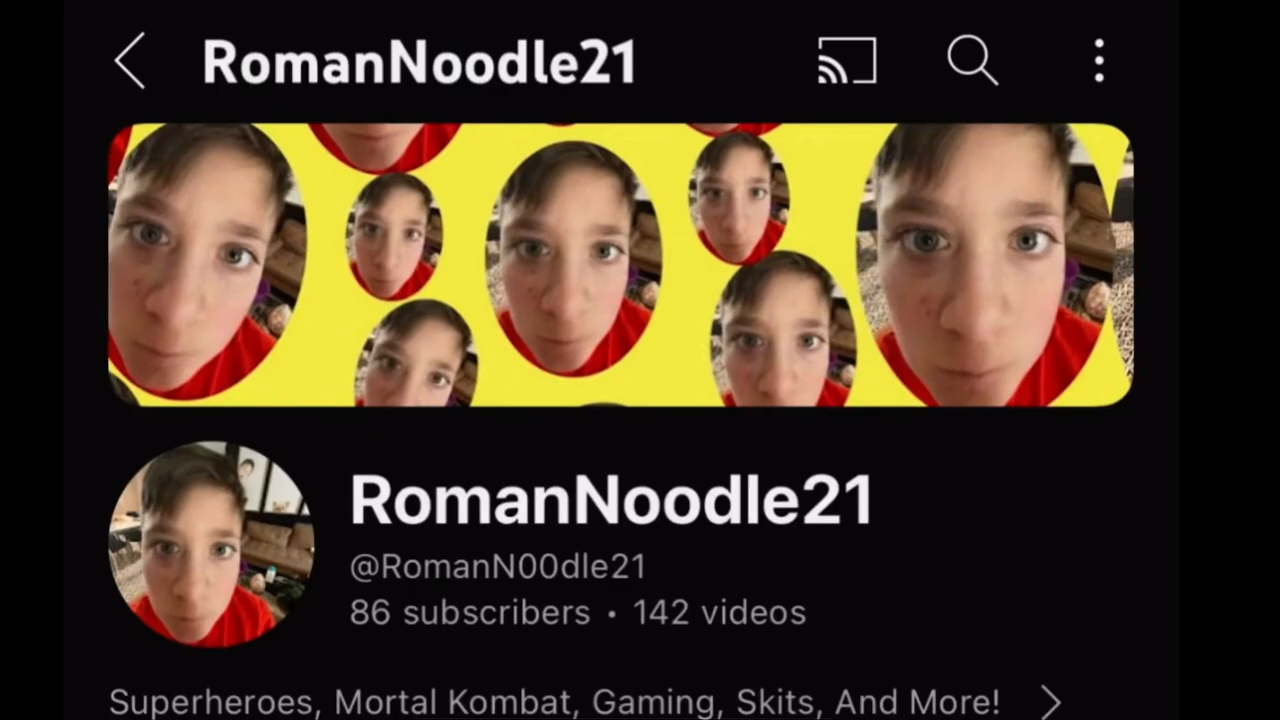 RomanNoodle21
RomanNoodle21
@RomanN00dle21
86 subscribers • 142 videos
Superheroes, Mortal Kombat, Gaming, Skits, And More!